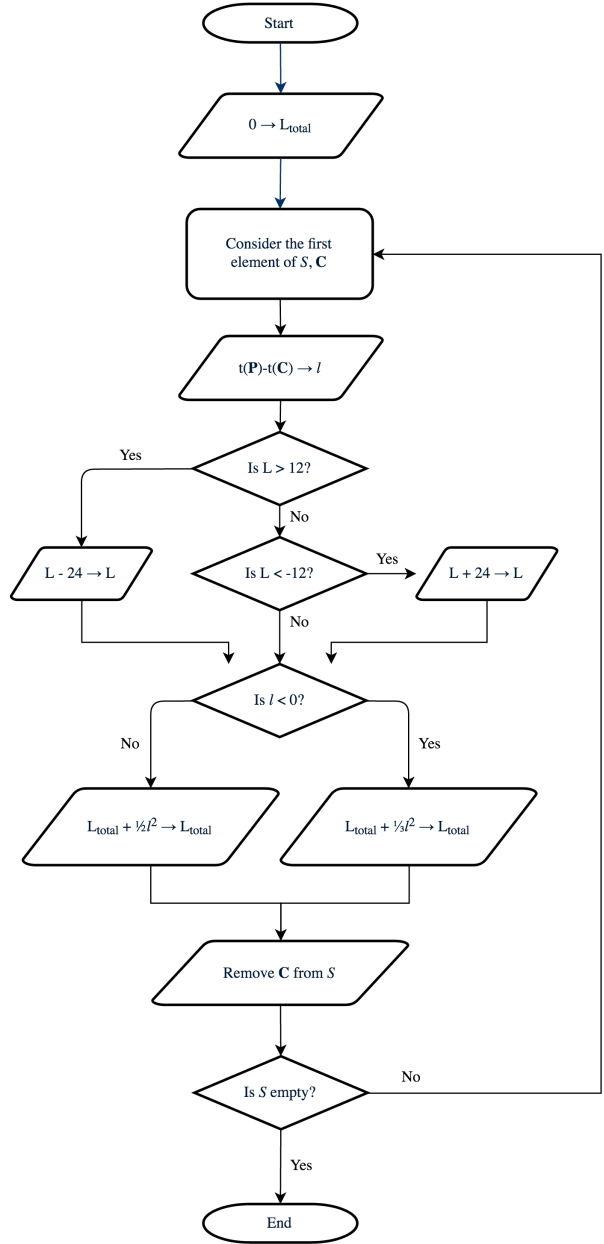 Start
0 → Ltotal
Consider the first
element of S, C
t(P)-t(C) → l
Is L > 12?
Yes
No
L - 24 → L
Is L < -12?
Yes
L + 24 → L
No
Is l < 0?
No
Yes
Ltotal + ½l² → Ltotal
Ltotal + ⅓l² → Ltotal
Remove C from S
Is S empty?
No
Yes
End